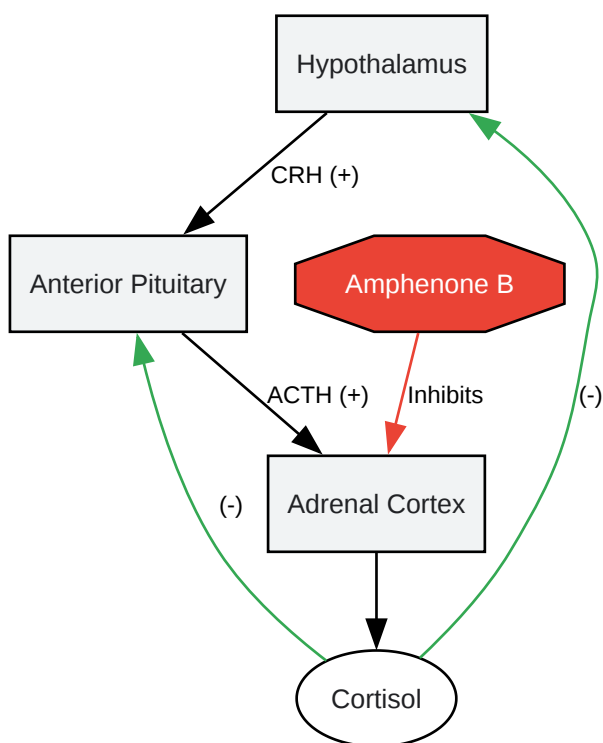 Hypothalamus
CRH (+)
Anterior Pituitary
Amphenone B
ACTH (+)
Inhibits
(-)
(-)
Adrenal Cortex
Cortisol